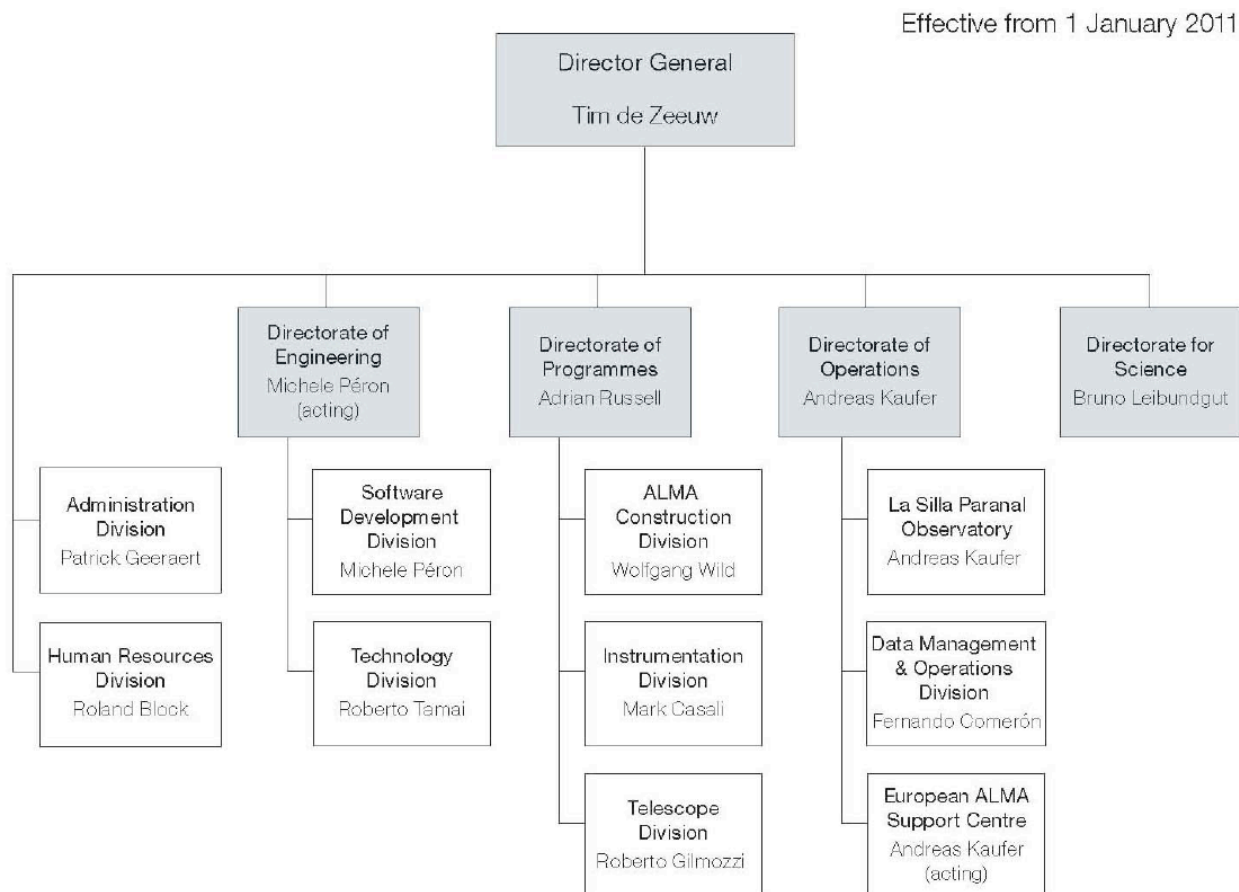 Effective from 1 January 2011
Director General
Tim de Zeeuw
Directorate of
Engineering
Michele Péron
(acting)
Directorate of
Programmes
Adrian Russell
Directorate of
Operations
Andreas Kaufer
Directorate for
Science
Bruno Leibundgut
Administration
Division
Patrick Geeraert
Software
Development
Division
Michele Péron
ALMA
Construction
Division
Wolfgang Wild
La Silla Paranal
Observatory
Andreas Kaufer
Human Resources
Division
Roland Block
Technology
Division
Roberto Tamai
Instrumentation
Division
Mark Casali
Data Management
& Operations
Division
Fernando Comerón
Telescope
Division
Roberto Gilmozzi
European ALMA
Support Centre
Andreas Kaufer
(acting)